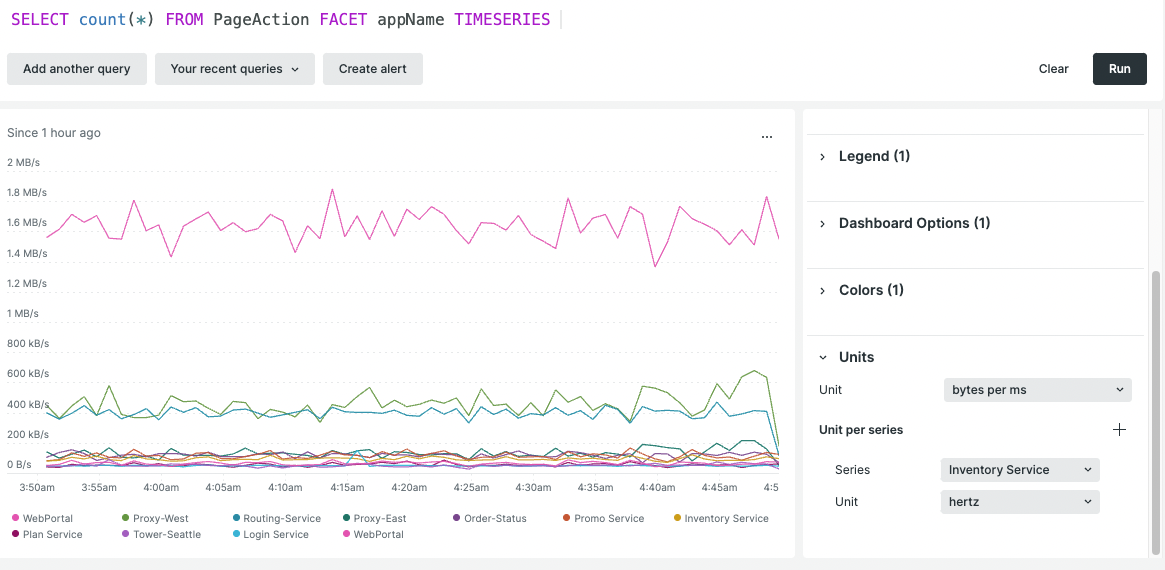 SELECT count(*) FROM PageAction FACET appName TIMESERIES
Add another query Your recent queries Create alert Clear Run
Since 1 hour ago
...
2 MB/s
1.8 MB/s
1.6 MB/s
1.4 MB/s
1.2 MB/s
1 MB/s
800 kB/s
600 kB/s
400 kB/s
200 kB/s
0 B/s
3:50am 3:55am 4:00am 4:05am 4:10am 4:15am 4:20am 4:25am 4:30am 4:35am 4:40am 4:45am 4:5
WebPortal Proxy-West Routing-Service Proxy-East Order-Status Promo Service Inventory Service
Plan Service Tower-Seattle Login Service WebPortal
Legend (1)
Dashboard Options (1)
Colors (1)
Units
Unit bytes per ms
Unit per series
Series Inventory Service
Unit hertz